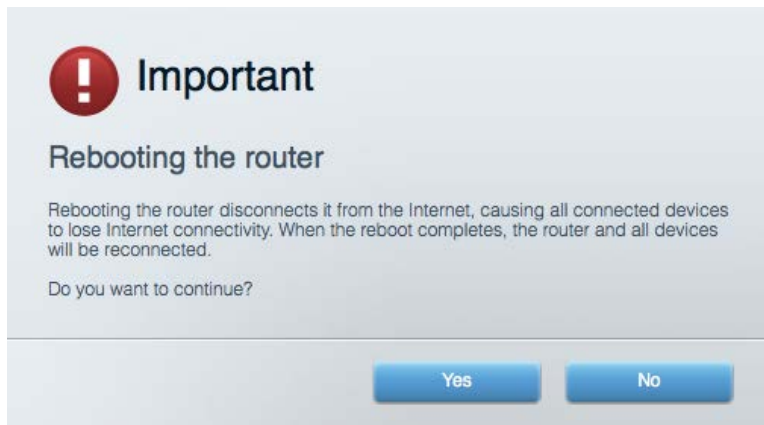 Important
Rebooting the router
Rebooting the router disconnects it from the Internet, causing all connected devices
to lose Internet connectivity. When the reboot completes, the router and all devices
will be reconnected.
Do you want to continue?
Yes No